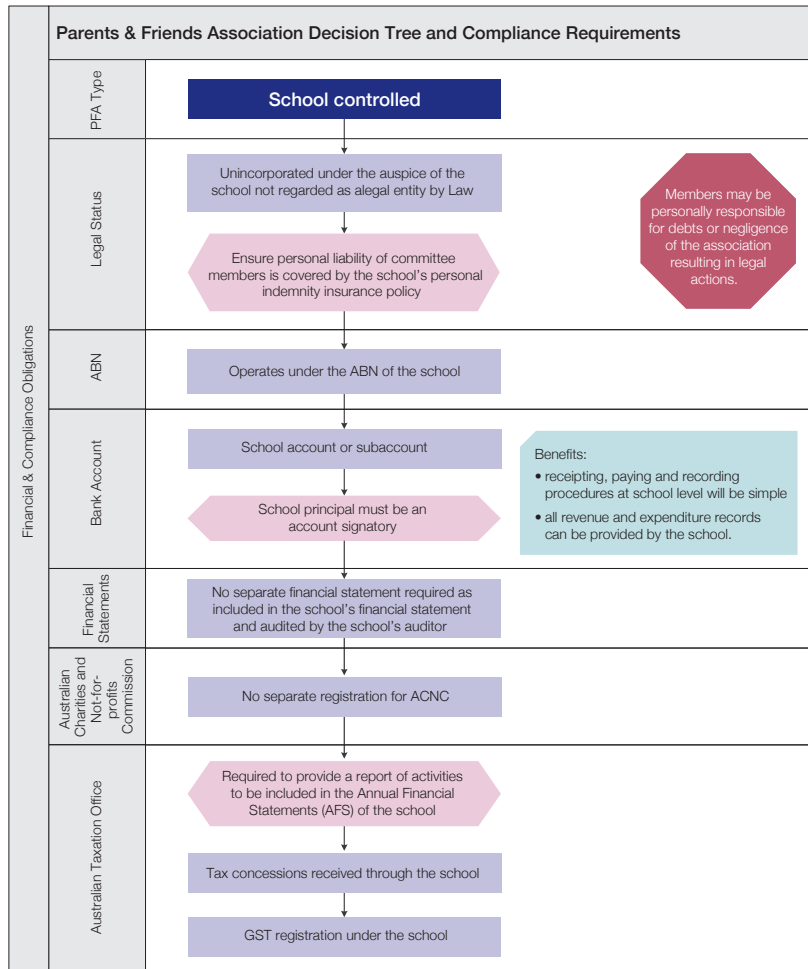 Parents & Friends Association Decision Tree and Compliance Requirements
Financial & Compliance Obligations
PFA Type
School controlled
Legal Status
Unincorporated under the auspice of the
school not regarded as alegal entity by Law
Ensure personal liability of committee
members is covered by the school's personal
indemnity insurance policy
Members may be
personally responsible
for debts or negligence
of the association
resulting in legal
actions.
ABN
Operates under the ABN of the school
Bank Account
School account or subaccount
School principal must be an
account signatory
Benefits:
• receipting, paying and recording
procedures at school level will be simple
• all revenue and expenditure records
can be provided by the school.
Financial
Statements
No separate financial statement required as
included in the school's financial statement
and audited by the school's auditor
Australian
Charities and
Not-for-
profits
Commission
No separate registration for ACNC
Australian Taxation Office
Required to provide a report of activities
to be included in the Annual Financial
Statements (AFS) of the school
Tax concessions received through the school
GST registration under the school